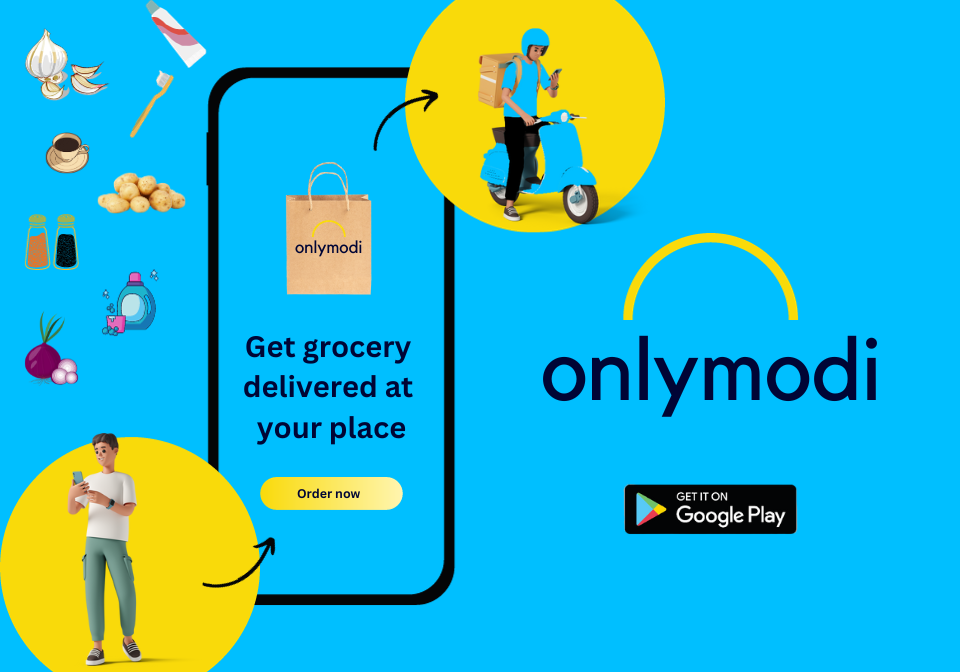 onlymodi
Get grocery
delivered at
your place
Order now
onlymodi
GET IT ON
Google Play